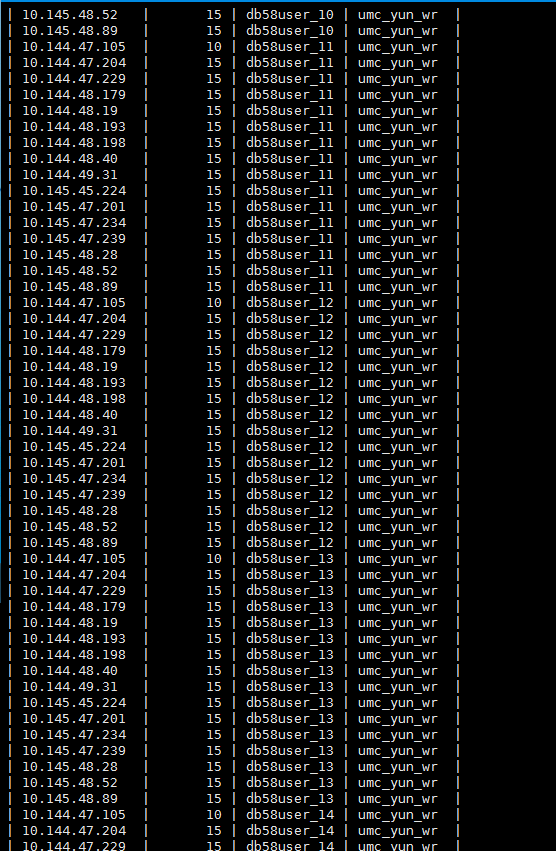 | 10.145.48.52 | 15 | db58user_10 | umc_yun_wr |
| 10.145.48.89 | 15 | db58user_10 | umc_yun_wr |
| 10.144.47.105 | 10 | db58user_11 | umc_yun_wr |
| 10.144.47.204 | 15 | db58user_11 | umc_yun_wr |
| 10.144.47.229 | 15 | db58user_11 | umc_yun_wr |
| 10.144.48.179 | 15 | db58user_11 | umc_yun_wr |
| 10.144.48.19 | 15 | db58user_11 | umc_yun_wr |
| 10.144.48.193 | 15 | db58user_11 | umc_yun_wr |
| 10.144.48.198 | 15 | db58user_11 | umc_yun_wr |
| 10.144.48.40 | 15 | db58user_11 | umc_yun_wr |
| 10.144.49.31 | 15 | db58user_11 | umc_yun_wr |
| 10.145.45.224 | 15 | db58user_11 | umc_yun_wr |
| 10.145.47.201 | 15 | db58user_11 | umc_yun_wr |
| 10.145.47.234 | 15 | db58user_11 | umc_yun_wr |
| 10.145.47.239 | 15 | db58user_11 | umc_yun_wr |
| 10.145.48.28 | 15 | db58user_11 | umc_yun_wr |
| 10.145.48.52 | 15 | db58user_11 | umc_yun_wr |
| 10.145.48.89 | 15 | db58user_11 | umc_yun_wr |
| 10.144.47.105 | 10 | db58user_12 | umc_yun_wr |
| 10.144.47.204 | 15 | db58user_12 | umc_yun_wr |
| 10.144.47.229 | 15 | db58user_12 | umc_yun_wr |
| 10.144.48.179 | 15 | db58user_12 | umc_yun_wr |
| 10.144.48.19 | 15 | db58user_12 | umc_yun_wr |
| 10.144.48.193 | 15 | db58user_12 | umc_yun_wr |
| 10.144.48.198 | 15 | db58user_12 | umc_yun_wr |
| 10.144.48.40 | 15 | db58user_12 | umc_yun_wr |
| 10.144.49.31 | 15 | db58user_12 | umc_yun_wr |
| 10.145.45.224 | 15 | db58user_12 | umc_yun_wr |
| 10.145.47.201 | 15 | db58user_12 | umc_yun_wr |
| 10.145.47.234 | 15 | db58user_12 | umc_yun_wr |
| 10.145.47.239 | 15 | db58user_12 | umc_yun_wr |
| 10.145.48.28 | 15 | db58user_12 | umc_yun_wr |
| 10.145.48.52 | 15 | db58user_12 | umc_yun_wr |
| 10.145.48.89 | 15 | db58user_12 | umc_yun_wr |
| 10.144.47.105 | 10 | db58user_13 | umc_yun_wr |
| 10.144.47.204 | 15 | db58user_13 | umc_yun_wr |
| 10.144.47.229 | 15 | db58user_13 | umc_yun_wr |
| 10.144.48.179 | 15 | db58user_13 | umc_yun_wr |
| 10.144.48.19 | 15 | db58user_13 | umc_yun_wr |
| 10.144.48.193 | 15 | db58user_13 | umc_yun_wr |
| 10.144.48.198 | 15 | db58user_13 | umc_yun_wr |
| 10.144.48.40 | 15 | db58user_13 | umc_yun_wr |
| 10.144.49.31 | 15 | db58user_13 | umc_yun_wr |
| 10.145.45.224 | 15 | db58user_13 | umc_yun_wr |
| 10.145.47.201 | 15 | db58user_13 | umc_yun_wr |
| 10.145.47.234 | 15 | db58user_13 | umc_yun_wr |
| 10.145.47.239 | 15 | db58user_13 | umc_yun_wr |
| 10.145.48.28 | 15 | db58user_13 | umc_yun_wr |
| 10.145.48.52 | 15 | db58user_13 | umc_yun_wr |
| 10.145.48.89 | 15 | db58user_13 | umc_yun_wr |
| 10.144.47.105 | 10 | db58user_14 | umc_yun_wr |
| 10.144.47.204 | 15 | db58user_14 | umc_yun_wr |
| 10.144.47.229 | 15 | db58user_14 | umc_yun_wr |